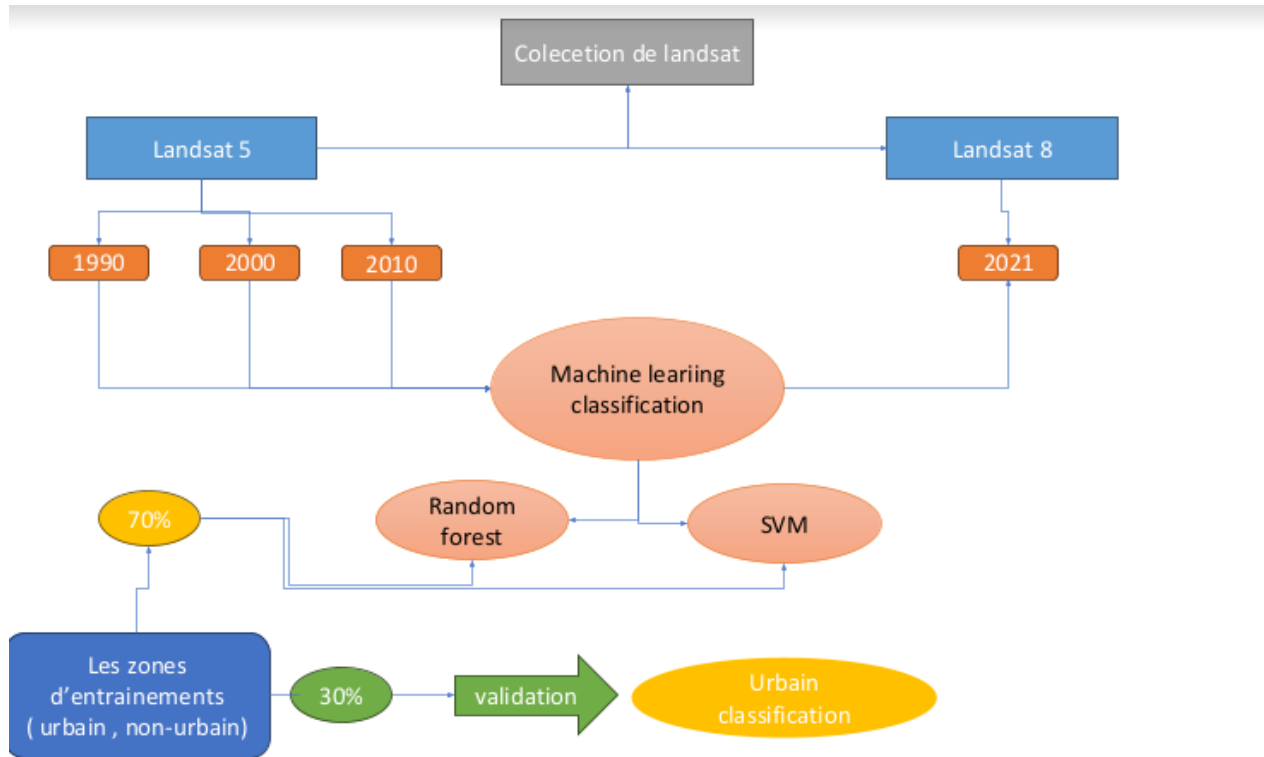 Colecetion de landsat
Landsat 5
Landsat 8
1990
2000
2010
2021
Machine leariing
classification
Random
forest
SVM
70%
Les zones
d’entrainements
( urbain , non-urbain)
30%
validation
Urbain
classification